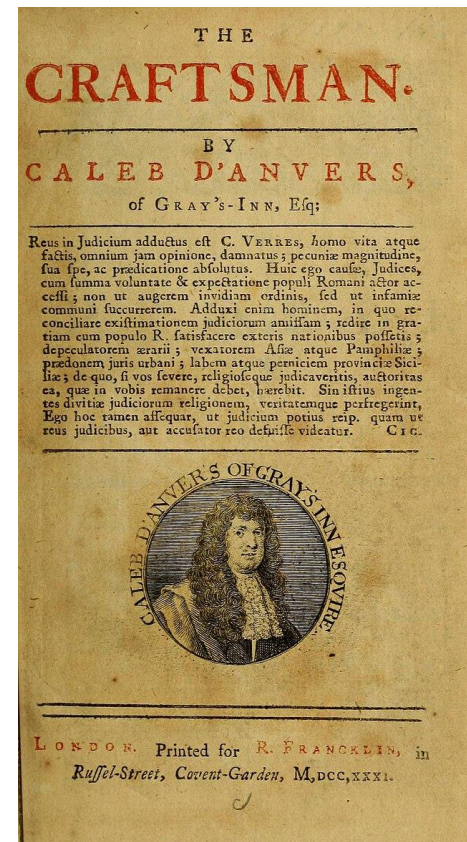 THE
CRAFTSMAN.
BY
CALEB D'ANVERS,
of GRAY'S-INN, Eſq;
Reus in Judicium adductus eſt C. VERRES, homo vita atque
factis, omnium jam opinione, damnatus; pecuniæ magnitudine,
ſua ſpe, ac prædicatione abſolutus. Huic ego cauſæ, Judices,
cum ſumma voluntate & expectatione populi Romani actor ac-
ceſſi; non ut augerem invidiam ordinis, ſed ut infamiæ
communi ſuccurrerem. Adduxi enim hominem, in quo re-
conciliare exiſtimationem judiciorum amiſſam; redire in gra-
tiam cum populo R. ſatisfacere exteris nationibus poſſetis;
depeculatorem ærarii; vexatorem Aſiæ atque Pamphiliæ;
prædonem juris urbani; labem atque perniciem provinciæ Sici-
liæ; de quo, ſi vos ſevere, religioſeque judicaveritis, auctoritas
ea, quæ in vobis remanere debet, hærebit. Sin iſtius ingen-
tes divitiæ judiciorum religionem, veritatemque perfregerint,
Ego hoc tamen aſſequar, ut judicium potius reip. quam ut
reus judicibus, aut accuſator reo defuiſſe videatur. CIC.
CALEB D'ANVER'S OF GRAY'S INN ESQVIRE
LONDON. Printed for R. FRANCKLIN, in
Ruſſel-Street, Covent-Garden, M,DCC,XXXI.